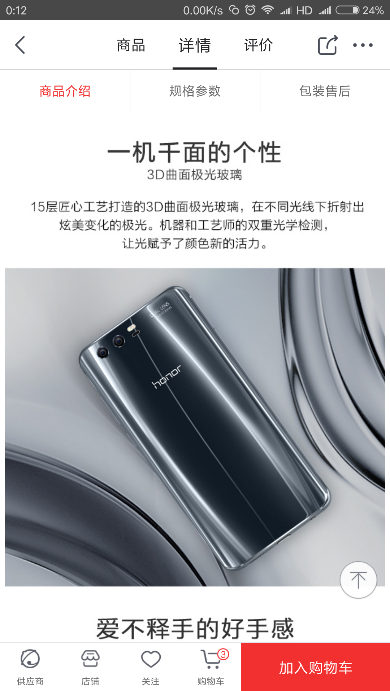 0:12
0.00K/s
HD
24%
商品
详情
评价
商品介绍
规格参数
包装售后
一机千面的个性
3D曲面极光玻璃
15层匠心工艺打造的3D曲面极光玻璃，在不同光线下折射出
炫美变化的极光。机器和工艺师的双重光学检测，
让光赋予了颜色新的活力。
honor
爱不释手的好手感
3
供应商
店铺
关注
购物车
加入购物车